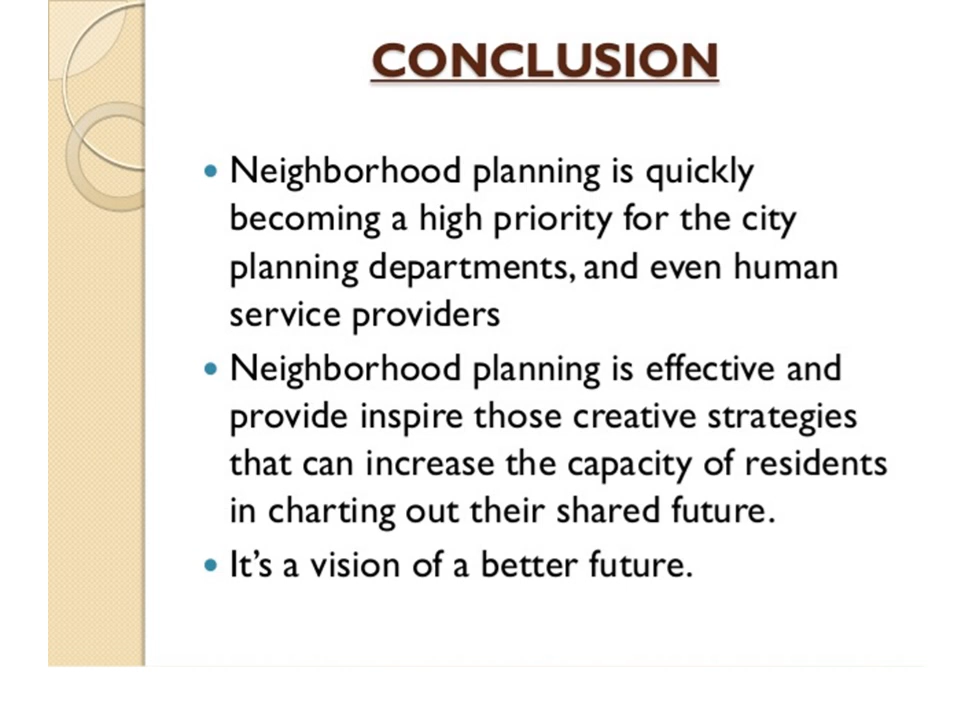 CONCLUSION
• Neighborhood planning is quickly
becoming a high priority for the city
planning departments, and even human
service providers
• Neighborhood planning is effective and
provide inspire those creative strategies
that can increase the capacity of residents
in charting out their shared future.
• It’s a vision of a better future.